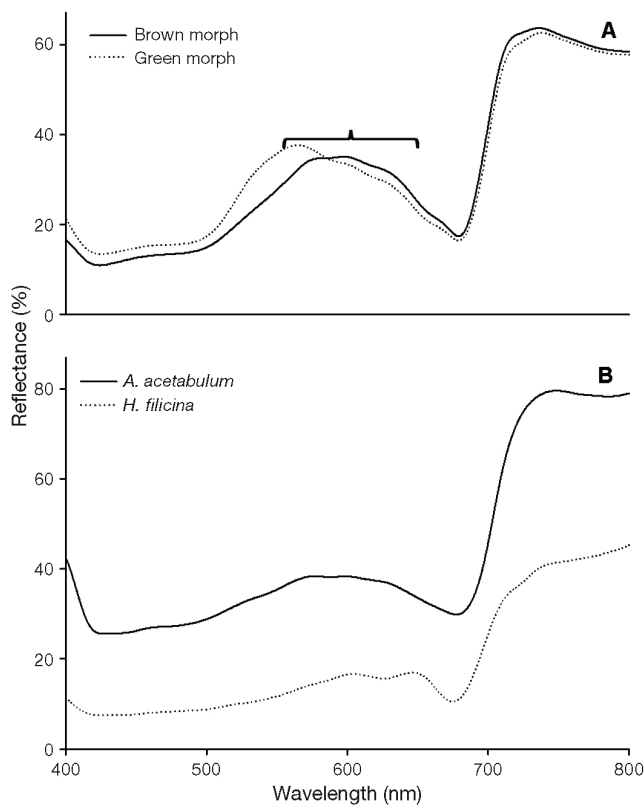 A
Brown morph
Green morph
60
40
20
0
Reflectance (%)
B
A. acetabulum
H. filicina
80
60
40
20
0
400 500 600 700 800
Wavelength (nm)